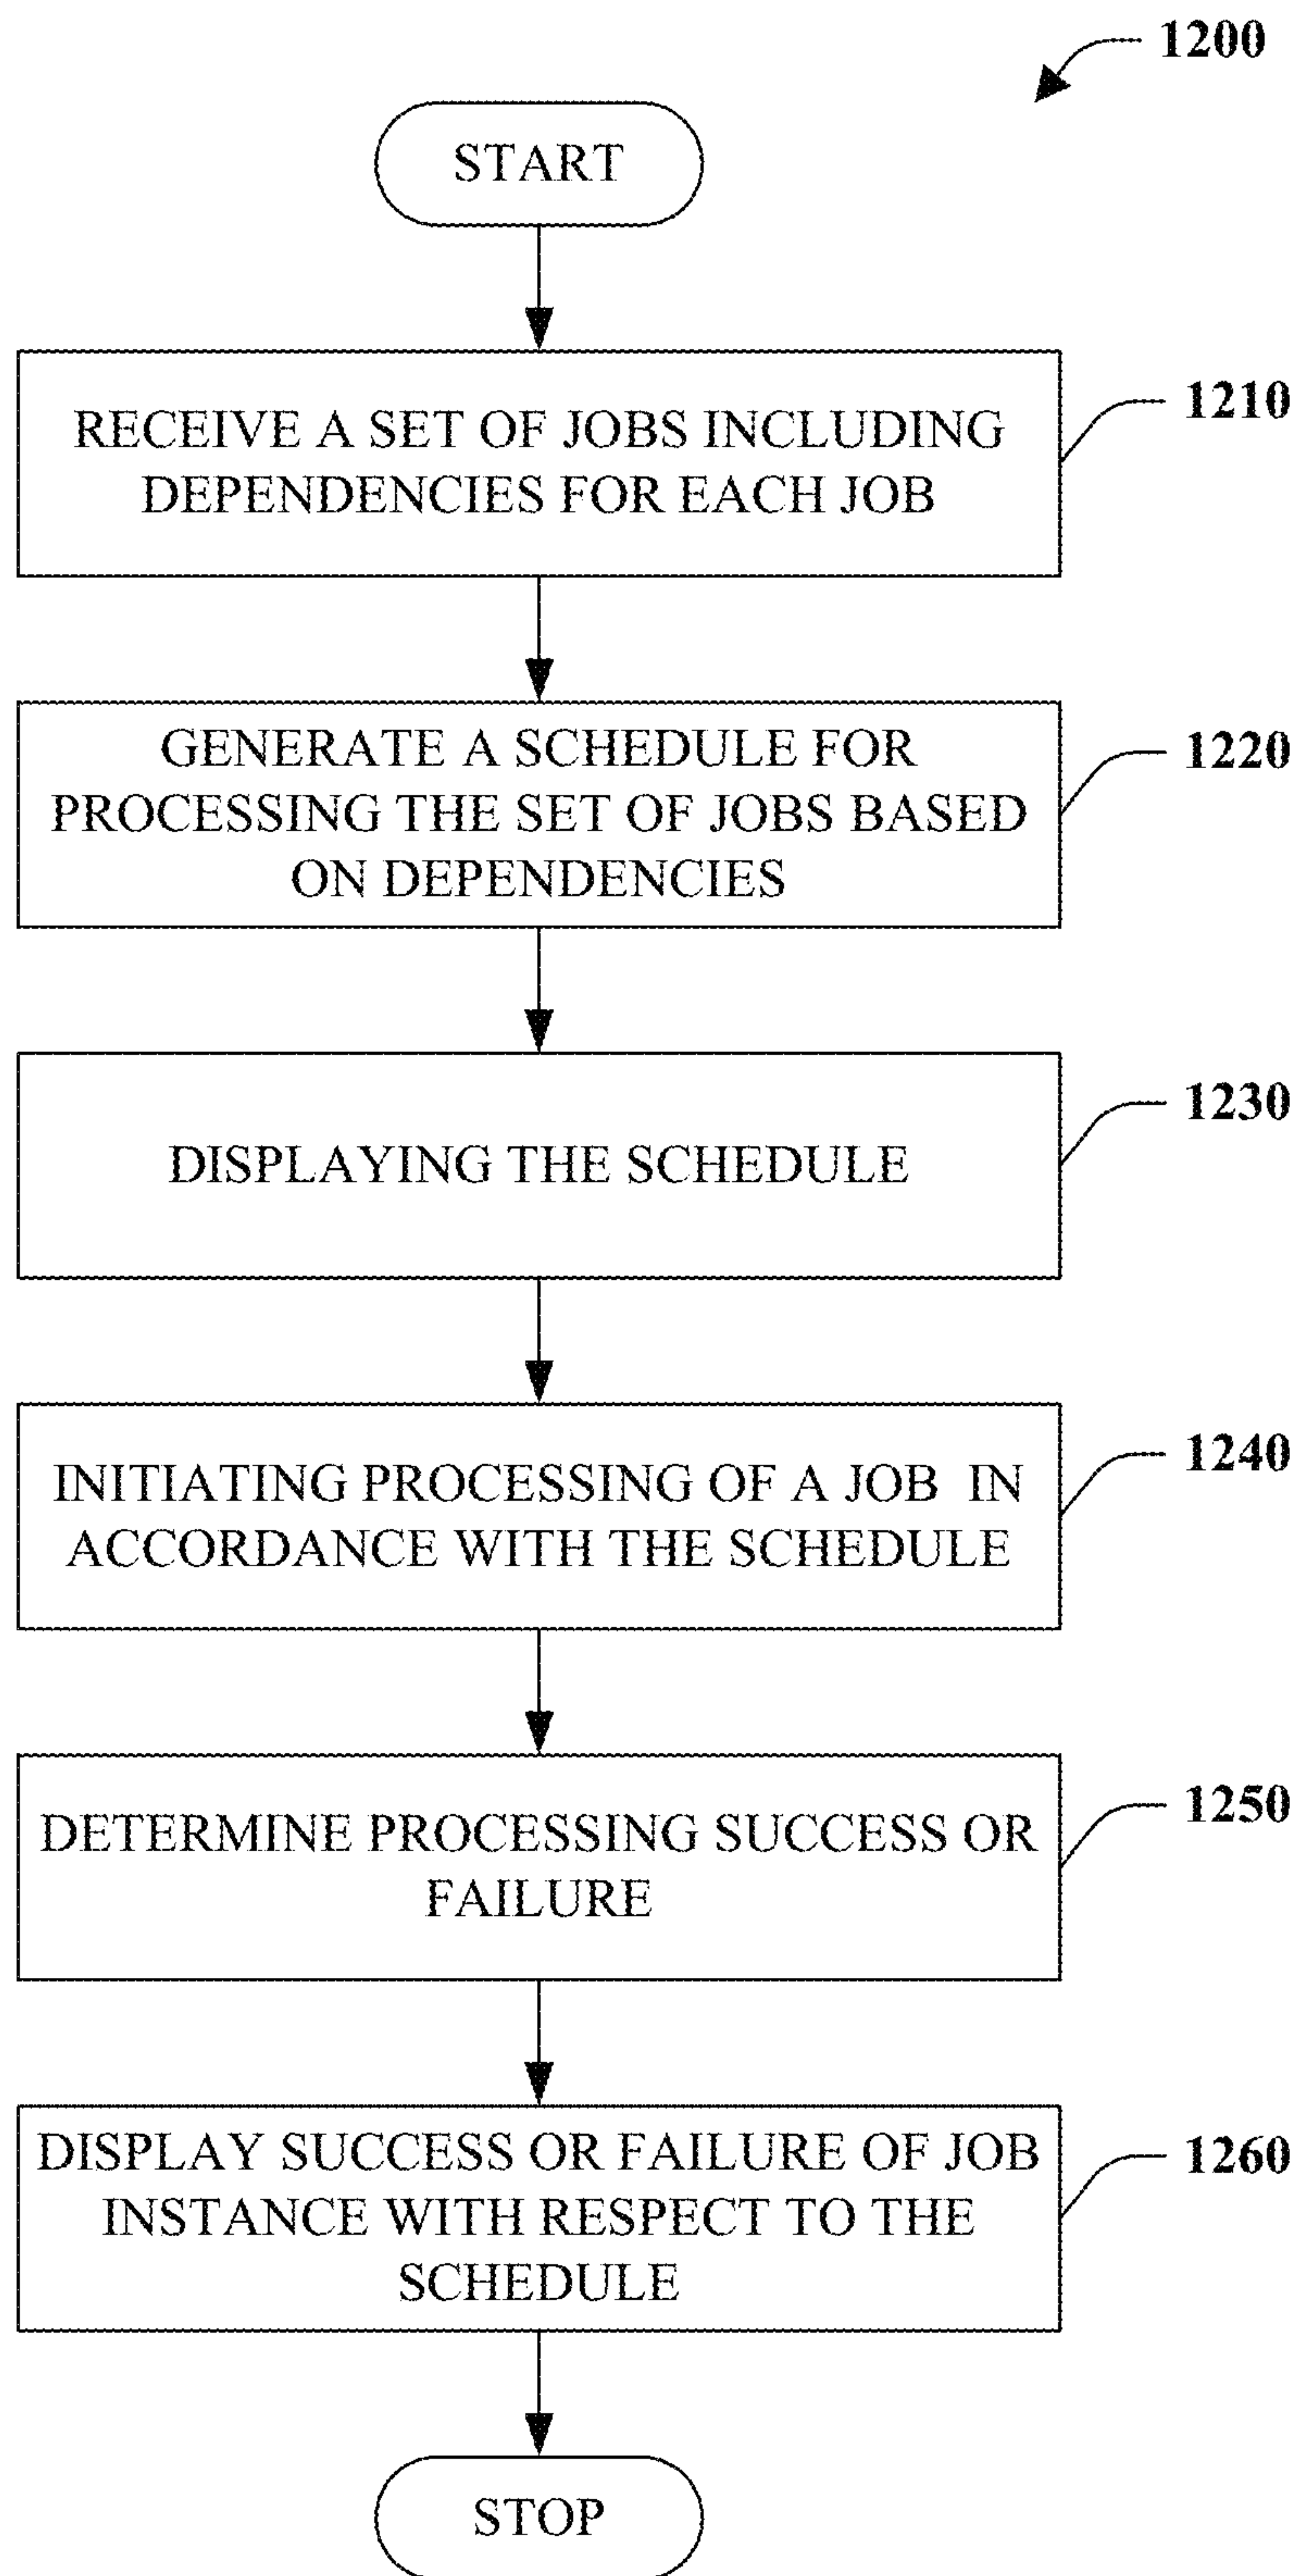 1200
START
RECEIVE A SET OF JOBS INCLUDING
DEPENDENCIES FOR EACH JOB
1210
GENERATE A SCHEDULE FOR
PROCESSING THE SET OF JOBS BASED
ON DEPENDENCIES
1220
DISPLAYING THE SCHEDULE
1230
INITIATING PROCESSING OF A JOB IN
ACCORDANCE WITH THE SCHEDULE
1240
DETERMINE PROCESSING SUCCESS OR
FAILURE
1250
DISPLAY SUCCESS OR FAILURE OF JOB
INSTANCE WITH RESPECT TO THE
SCHEDULE
1260
STOP